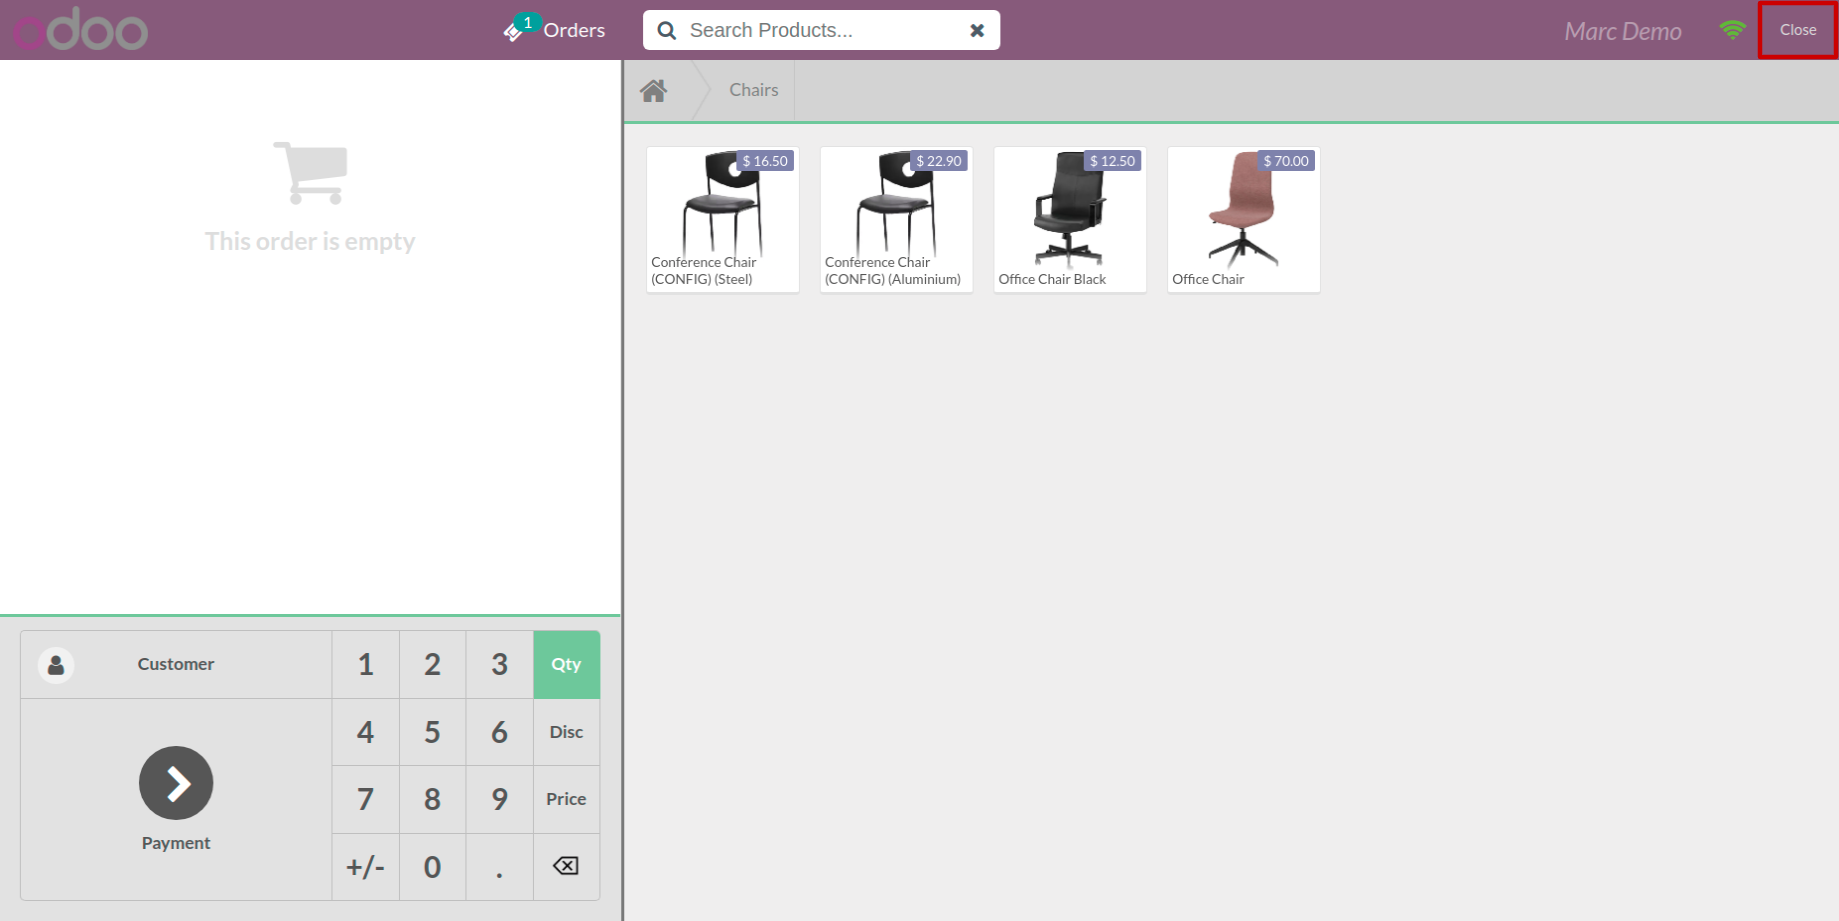 odoo
1
Orders
Search Products...
Marc Demo
Close
This order is empty
Chairs
$ 16.50
Conference Chair
(CONFIG) (Steel)
$ 22.90
Conference Chair
(CONFIG) (Aluminium)
$ 12.50
Office Chair Black
$ 70.00
Office Chair
Customer
1 2 3 Qty
4 5 6 Disc
7 8 9 Price
+/- 0 .
Payment